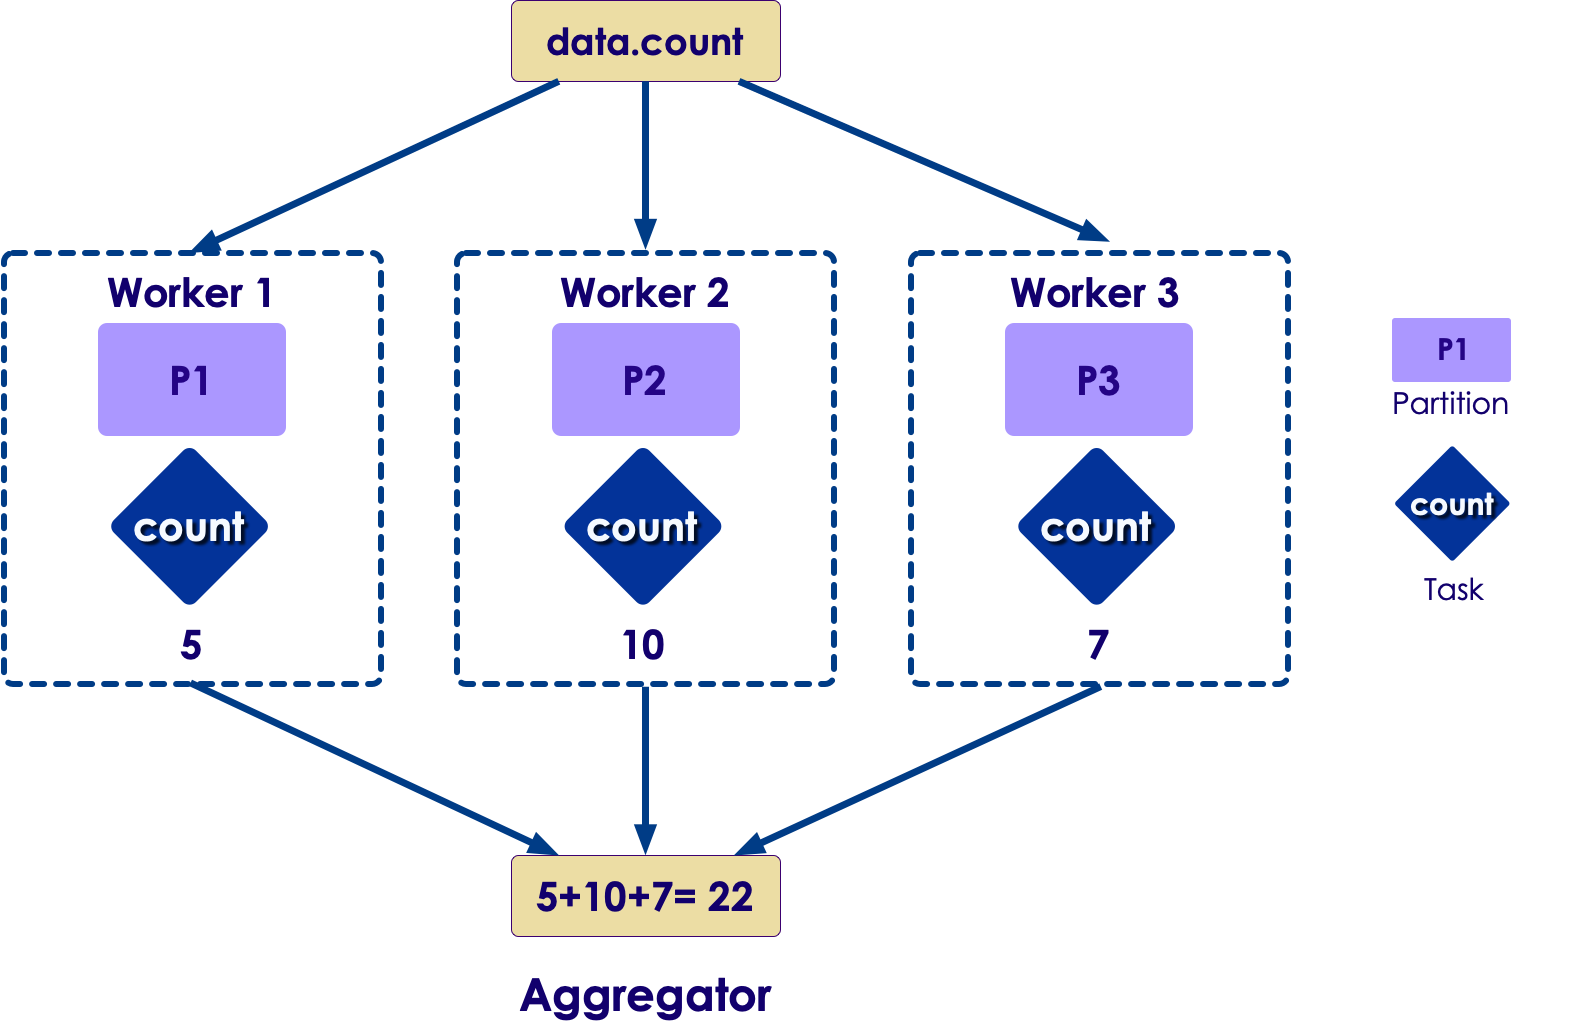 data.count
Worker 1
P1
count
5
Worker 2
P2
count
10
Worker 3
P3
count
7
P1
Partition
count
Task
5+10+7= 22
Aggregator